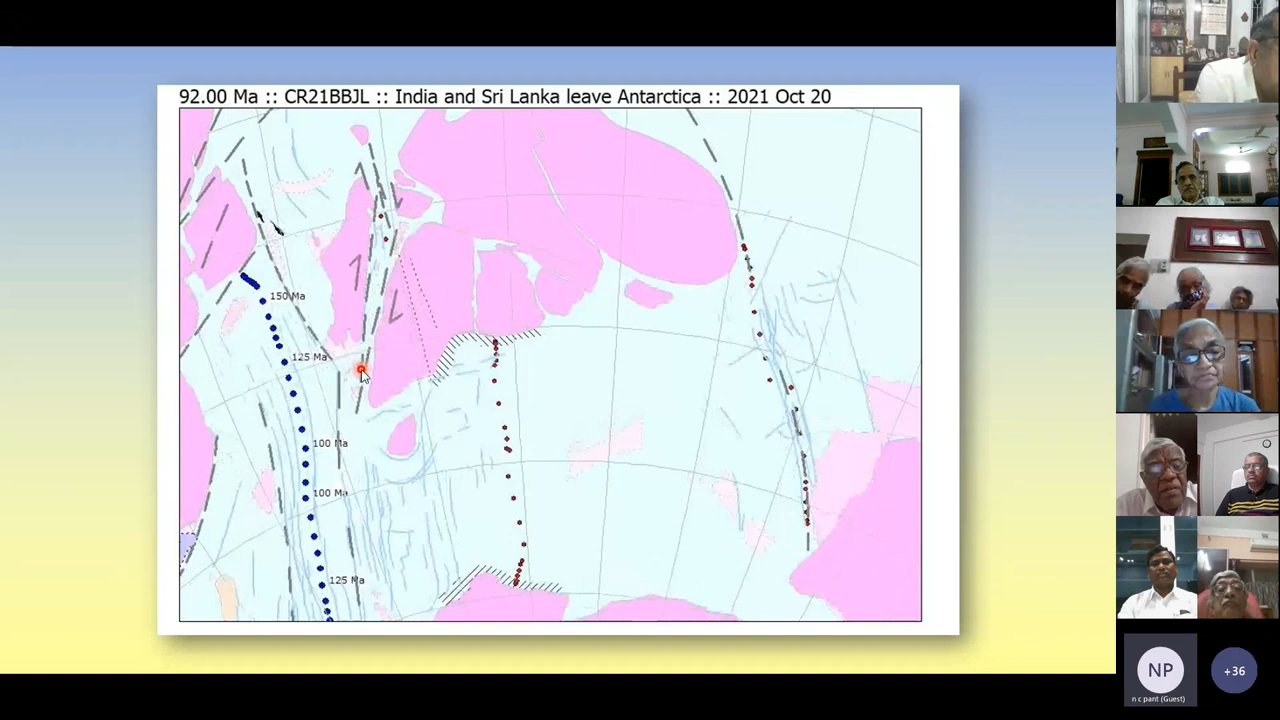 92.00 Ma :: CR21BBJL :: India and Sri Lanka leave Antarctica :: 2021 Oct 20
150 Ma
125 Ma
100 Ma
100 Ma
125 Ma
NP
+36
n c pant (Guest)